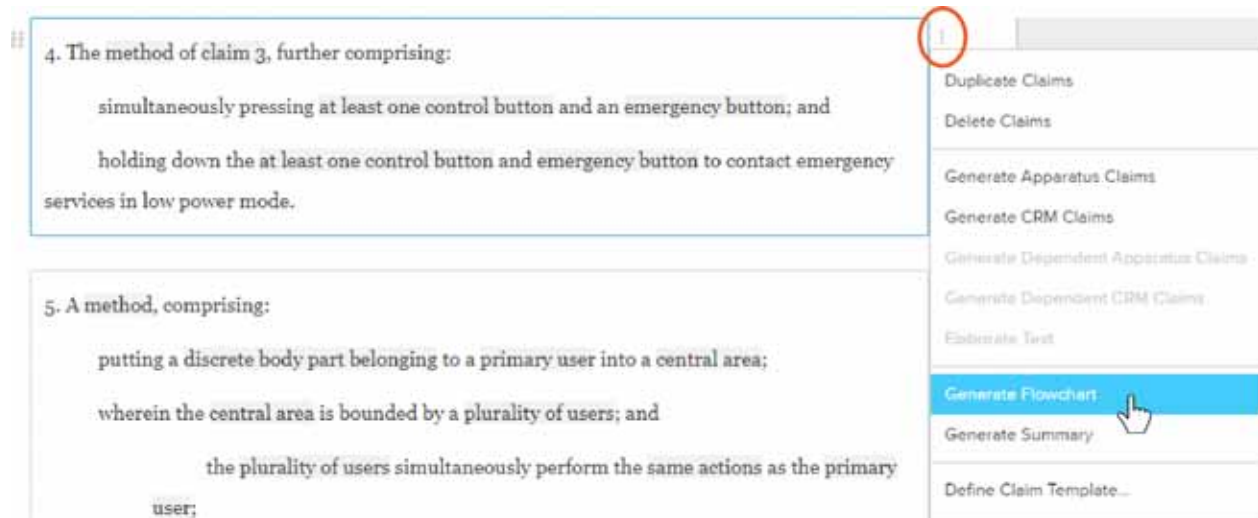 4. The method of claim 3, further comprising:
simultaneously pressing at least one control button and an emergency button; and
holding down the at least one control button and emergency button to contact emergency
services in low power mode.
5. A method, comprising:
putting a discrete body part belonging to a primary user into a central area;
wherein the central area is bounded by a plurality of users; and
the plurality of users simultaneously perform the same actions as the primary
user;
Duplicate Claims
Delete Claims
Generate Apparatus Claims
Generate CRM Claims
Generate Dependent Apparatus Claims
Generate Dependent CRM Claims
Elaborate Text
Generate Flowchart
Generate Summary
Define Claim Template...